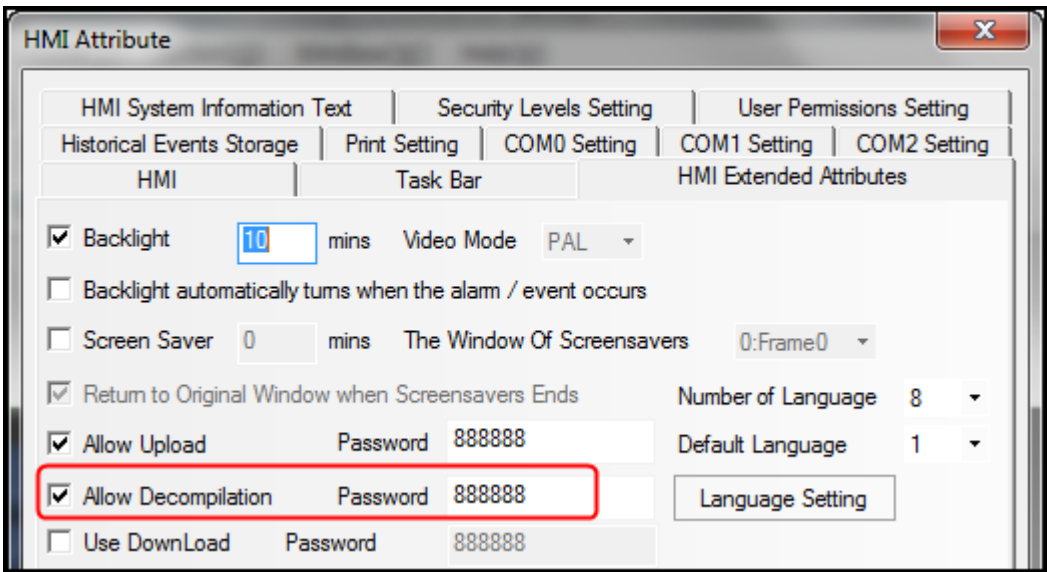 HMI Attribute
HMI System Information Text Security Levels Setting User Permissions Setting
Historical Events Storage Print Setting COM0 Setting COM1 Setting COM2 Setting
HMI Task Bar HMI Extended Attributes
Backlight 10 mins Video Mode PAL
Backlight automatically turns when the alarm / event occurs
Screen Saver 0 mins The Window Of Screensavers 0:Frame0
Return to Original Window when Screensavers Ends Number of Language 8
Allow Upload Password 888888 Default Language 1
Allow Decompilation Password 888888 Language Setting
Use DownLoad Password 888888